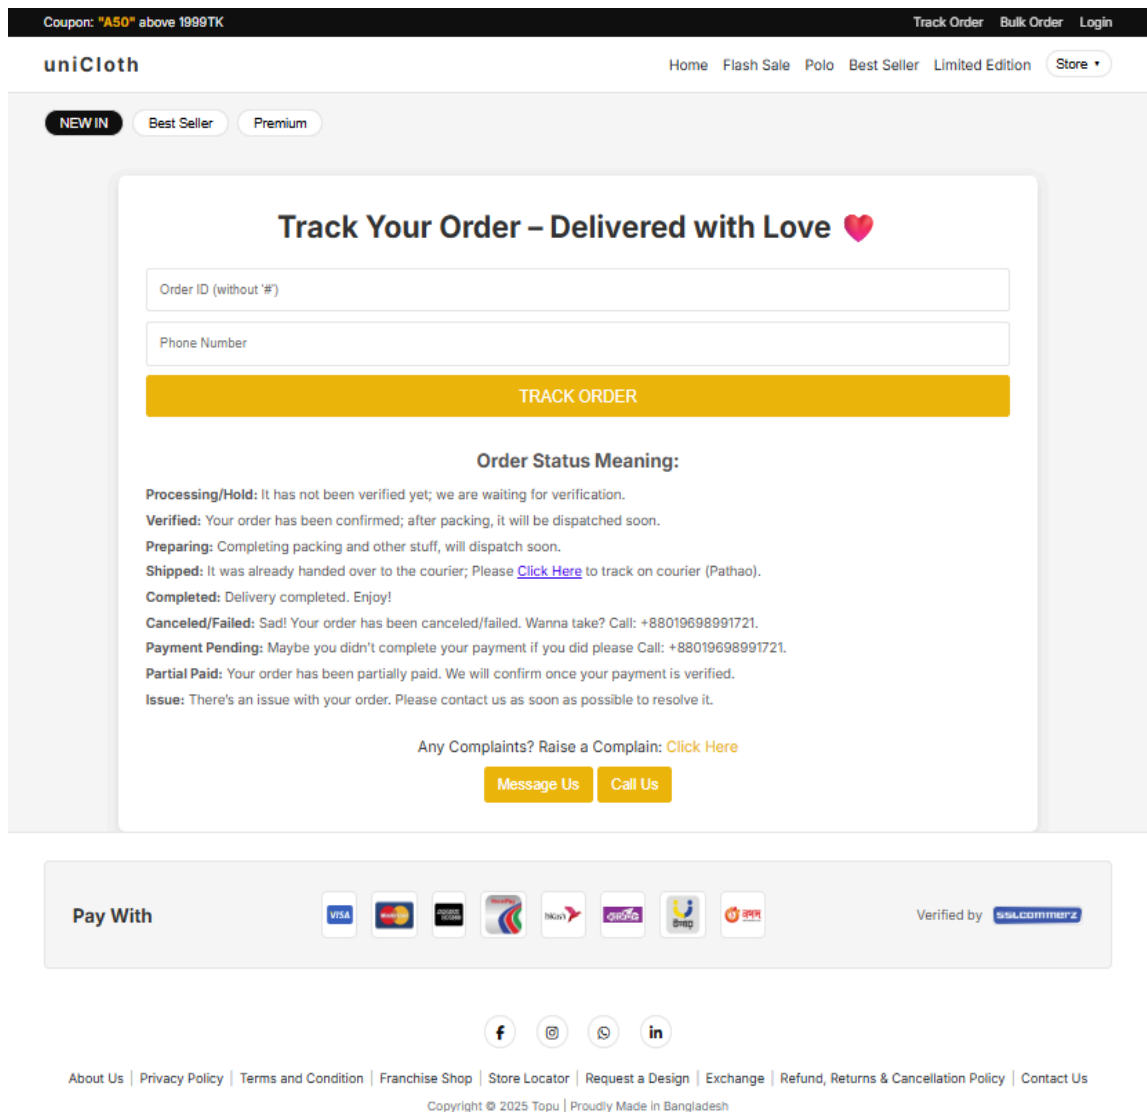 Coupon: "A50" above 1999TK
Track Order Bulk Order Login
uniCloth
Home Flash Sale Polo Best Seller Limited Edition Store
NEW IN Best Seller Premium
Track Your Order – Delivered with Love
Order ID (without '#')
Phone Number
TRACK ORDER
Order Status Meaning:
Processing/Hold: It has not been verified yet; we are waiting for verification.
Verified: Your order has been confirmed; after packing, it will be dispatched soon.
Preparing: Completing packing and other stuff, will dispatch soon.
Shipped: It was already handed over to the courier; Please Click Here to track on courier (Pathao).
Completed: Delivery completed. Enjoy!
Canceled/Failed: Sad! Your order has been canceled/failed. Wanna take? Call: +88019698991721.
Payment Pending: Maybe you didn't complete your payment if you did please Call: +88019698991721.
Partial Paid: Your order has been partially paid. We will confirm once your payment is verified.
Issue: There's an issue with your order. Please contact us as soon as possible to resolve it.
Any Complaints? Raise a Complain: Click Here
Message Us Call Us
Pay With
VISA
MasterCard
bKash
নগদ
Verified by SSLCOMMERZ
About Us | Privacy Policy | Terms and Condition | Franchise Shop | Store Locator | Request a Design | Exchange | Refund, Returns & Cancellation Policy | Contact Us
Copyright © 2025 Topu | Proudly Made in Bangladesh